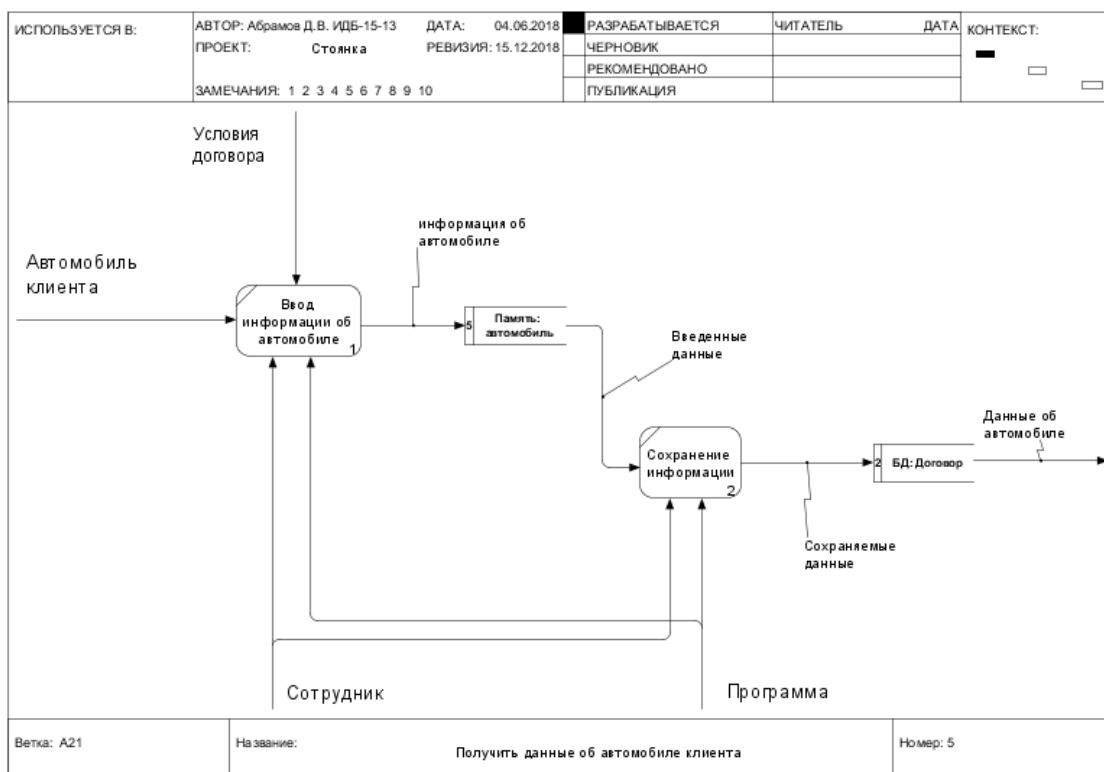 ИСПОЛЬЗУЕТСЯ В:
АВТОР: Абрамов Д.В. ИДБ-15-13
ДАТА: 04.06.2018
ПРОЕКТ: Стоянка
РЕВИЗИЯ: 15.12.2018
ЗАМЕЧАНИЯ: 1 2 3 4 5 6 7 8 9 10
РАЗРАБАТЫВАЕТСЯ
ЧЕРНОВИК
РЕКОМЕНДОВАНО
ПУБЛИКАЦИЯ
ЧИТАТЕЛЬ ДАТА
КОНТЕКСТ:
Условия
договора
Автомобиль
клиента
Ввод
информации об
автомобиле
1
информация об
автомобиле
5
Память:
автомобиль
Введенные
данные
Сохранение
информации
2
Сохраняемые
данные
2 БД: Договор
Данные об
автомобиле
Сотрудник
Программа
Ветка: A21
Название:
Получить данные об автомобиле клиента
Номер: 5